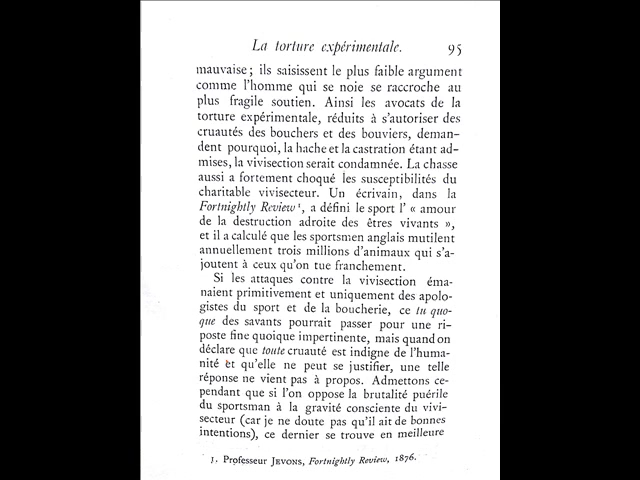 La torture expérimentale. 95
mauvaise ; ils saisissent le plus faible argument
comme l'homme qui se noie se raccroche au
plus fragile soutien. Ainsi les avocats de la
torture expérimentale, réduits à s'autoriser des
cruautés des bouchers et des bouviers, deman-
dent pourquoi, la hache et la castration étant ad-
mises, la vivisection serait condamnée. La chasse
aussi a fortement choqué les susceptibilités du
charitable vivisecteur. Un écrivain, dans la
Fortnightly Review¹, a défini le sport l' « amour
de la destruction adroite des êtres vivants »,
et il a calculé que les sportsmen anglais mutilent
annuellement trois millions d'animaux qui s'a-
joutent à ceux qu'on tue franchement.
Si les attaques contre la vivisection éma-
naient primitivement et uniquement des apolo-
gistes du sport et de la boucherie, ce tu quo-
que des savants pourrait passer pour une ri-
poste fine quoique impertinente, mais quand on
déclare que toute cruauté est indigne de l'huma-
nité et qu'elle ne peut se justifier, une telle
réponse ne vient pas à propos. Admettons ce-
pendant que si l'on oppose la brutalité puérile
du sportsman à la gravité consciente du vivi-
secteur (car je ne doute pas qu'il ait de bonnes
intentions), ce dernier se trouve en meilleure
1. Professeur JEVONS, Fortnightly Review, 1876.